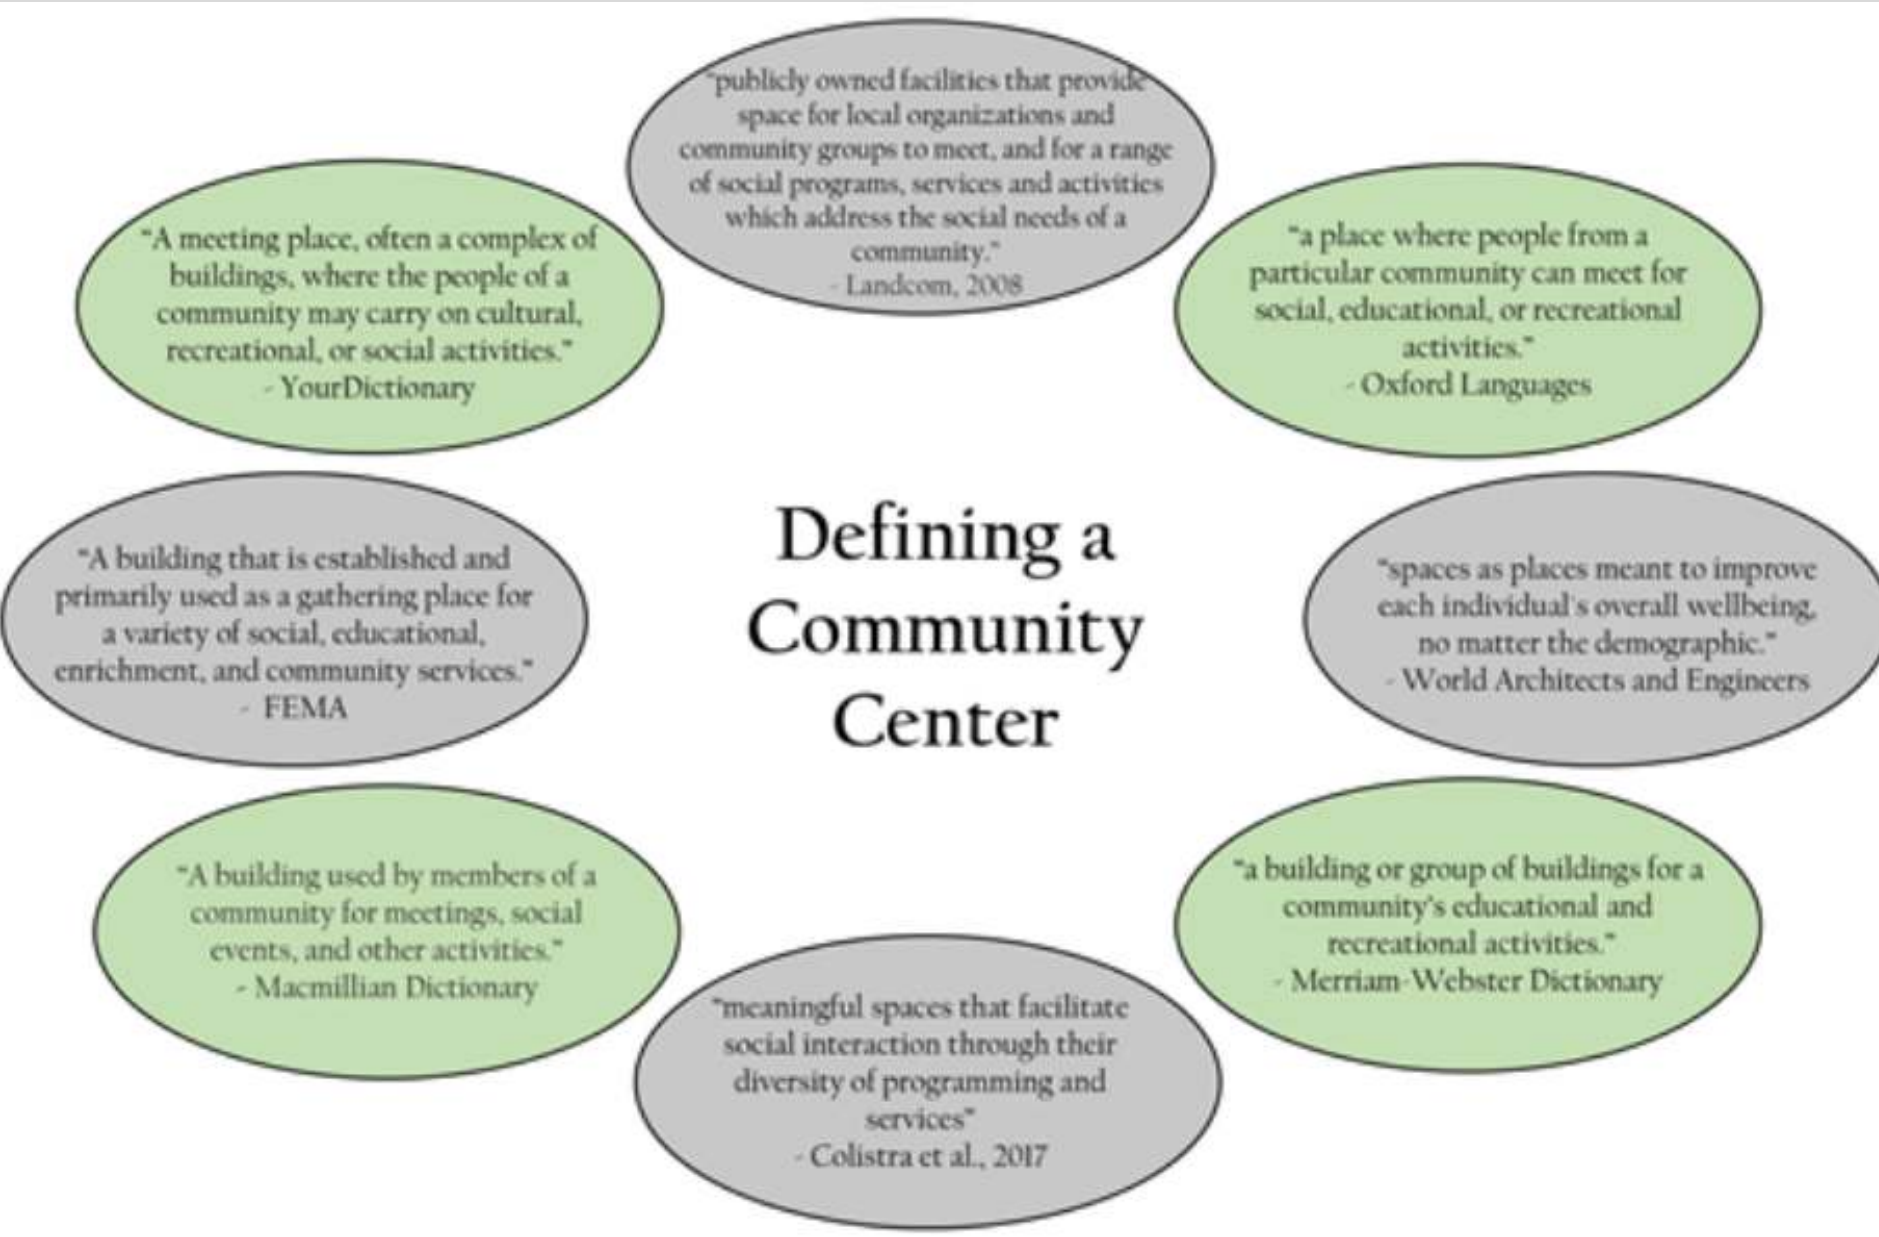 "publicly owned facilities that provide
space for local organizations and
community groups to meet, and for a range
of social programs, services and activities
which address the social needs of a
community."
- Landcom, 2008
"A meeting place, often a complex of
buildings, where the people of a
community may carry on cultural,
recreational, or social activities."
- YourDictionary
"a place where people from a
particular community can meet for
social, educational, or recreational
activities."
- Oxford Languages
"A building that is established and
primarily used as a gathering place for
a variety of social, educational,
enrichment, and community services."
- FEMA
Defining a
Community
Center
"spaces as places meant to improve
each individual's overall wellbeing,
no matter the demographic."
- World Architects and Engineers
"A building used by members of a
community for meetings, social
events, and other activities."
- Macmillian Dictionary
"a building or group of buildings for a
community's educational and
recreational activities."
- Merriam-Webster Dictionary
"meaningful spaces that facilitate
social interaction through their
diversity of programming and
services"
- Colistra et al., 2017